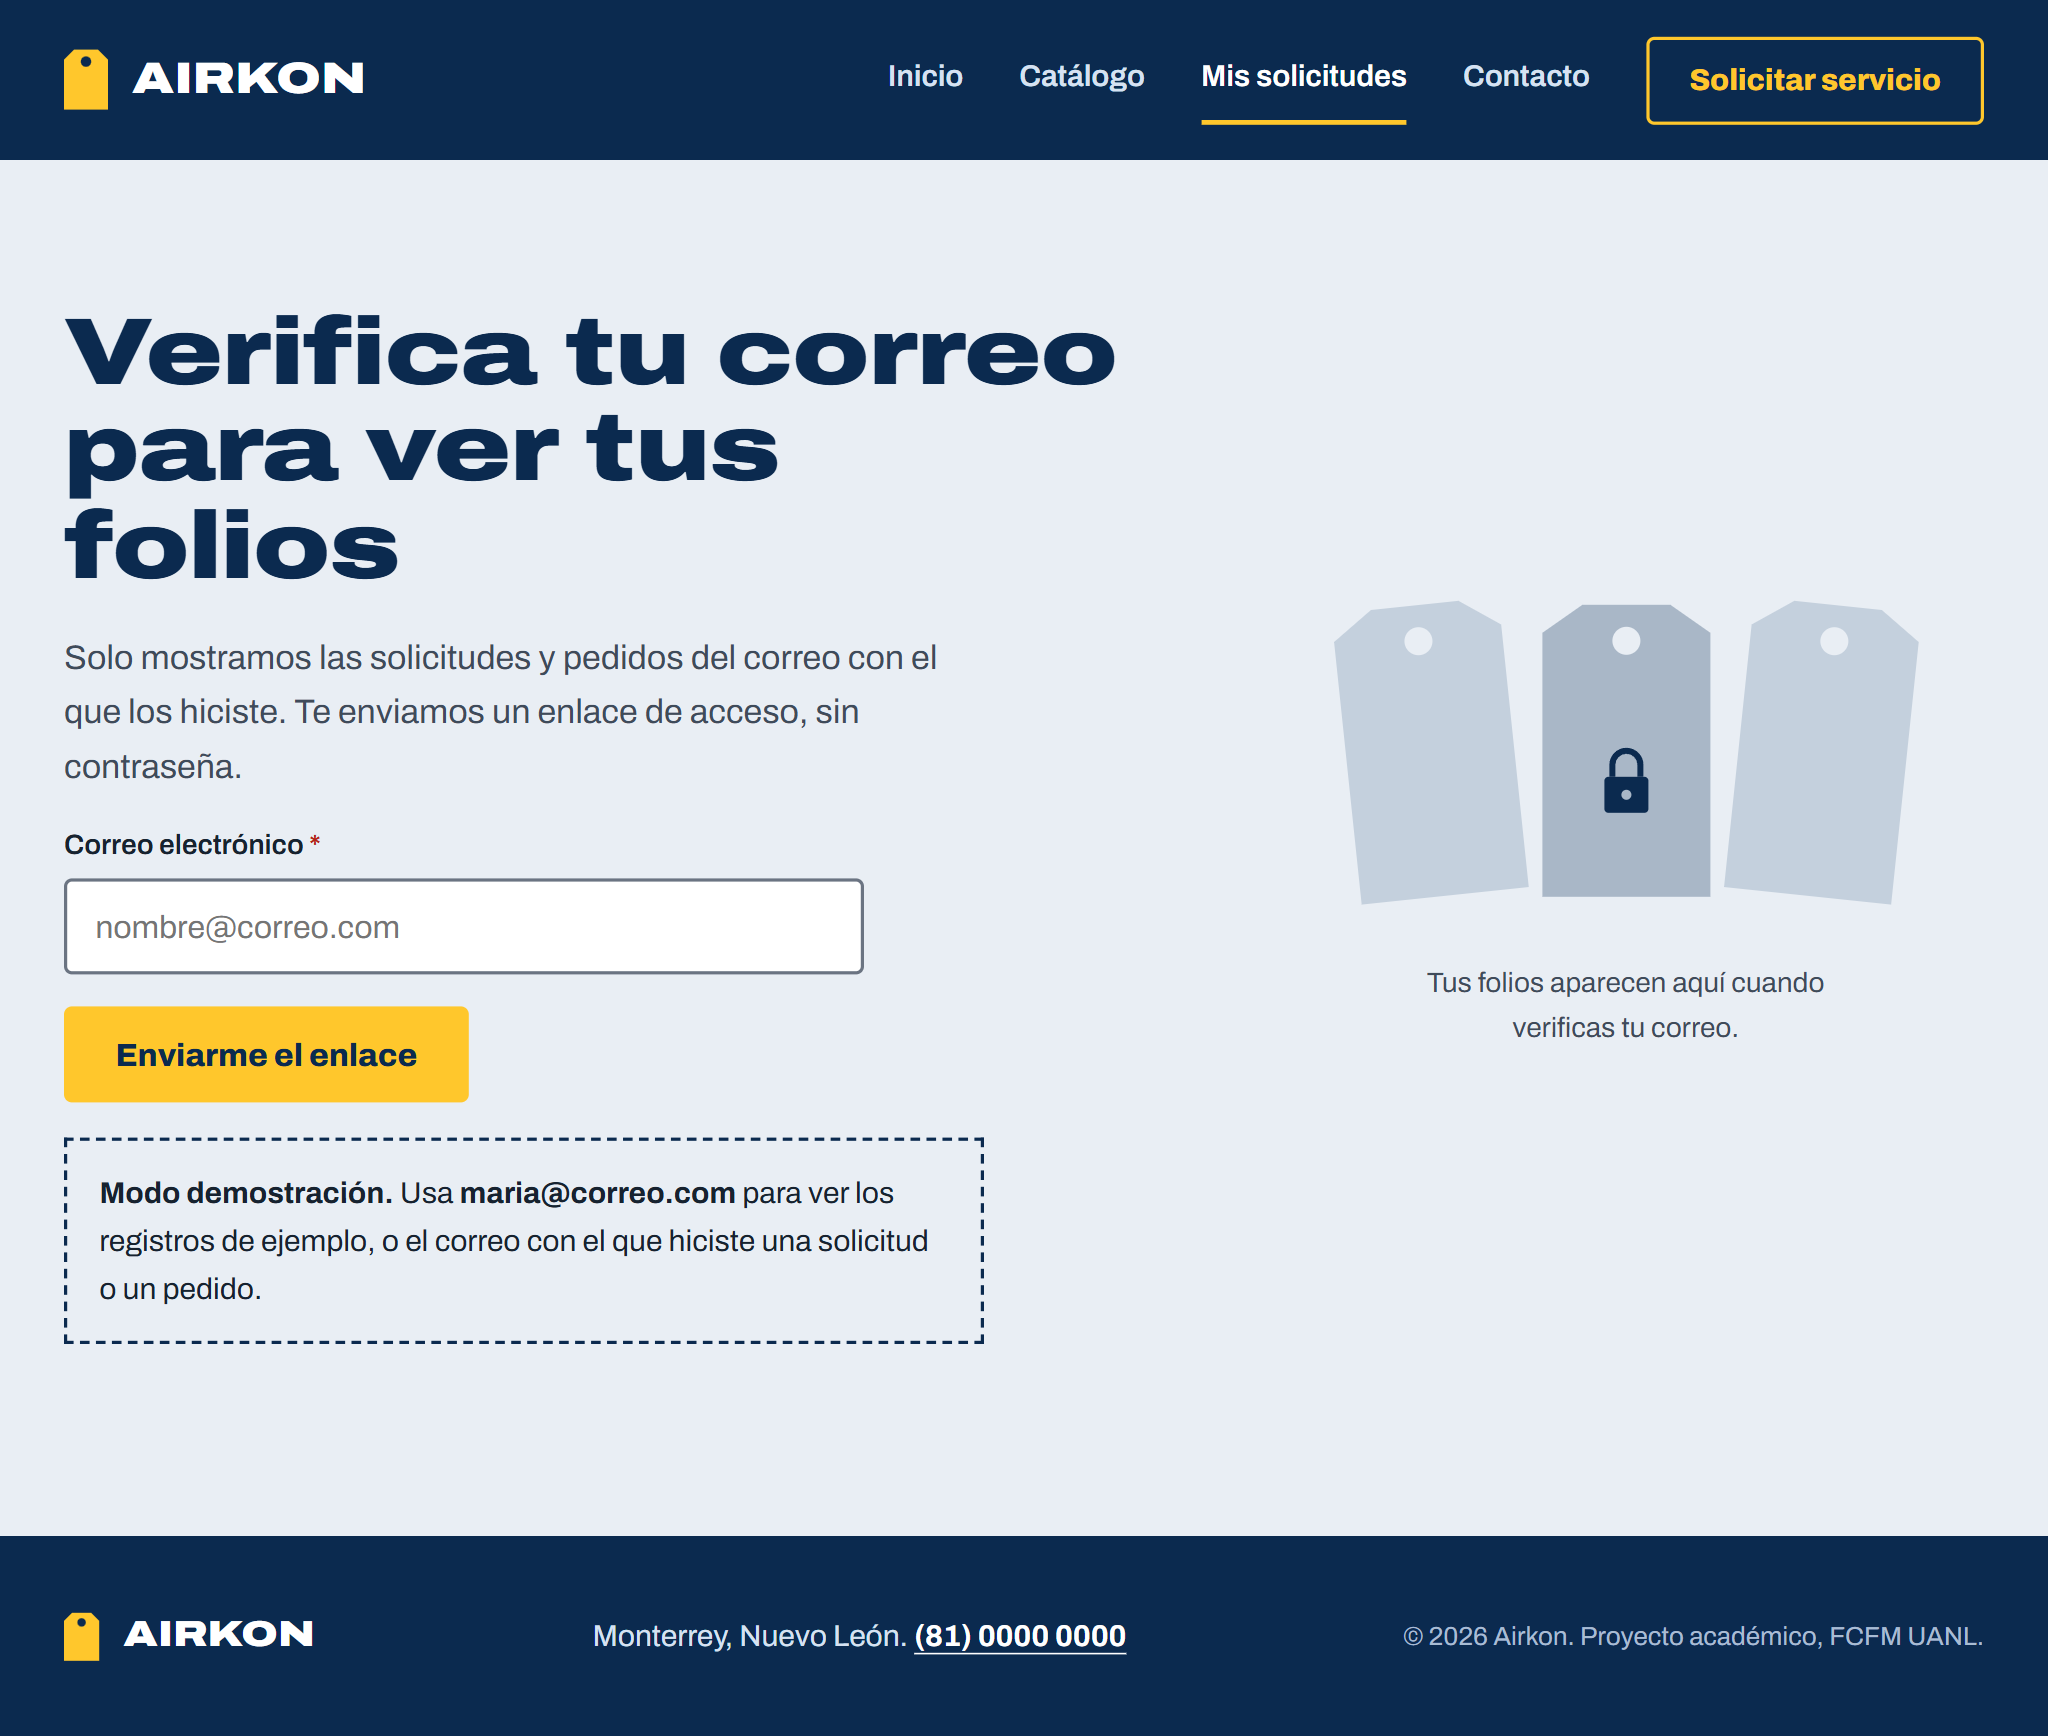 AIRKON
Inicio
Catálogo
Mis solicitudes
Contacto
Solicitar servicio
Verifica tu correo
para ver tus
folios
Solo mostramos las solicitudes y pedidos del correo con el
que los hiciste. Te enviamos un enlace de acceso, sin
contraseña.
Correo electrónico *
nombre@correo.com
Enviarme el enlace
Modo demostración. Usa maria@correo.com para ver los
registros de ejemplo, o el correo con el que hiciste una solicitud
o un pedido.
Tus folios aparecen aquí cuando
verificas tu correo.
AIRKON
Monterrey, Nuevo León. (81) 0000 0000
© 2026 Airkon. Proyecto académico, FCFM UANL.